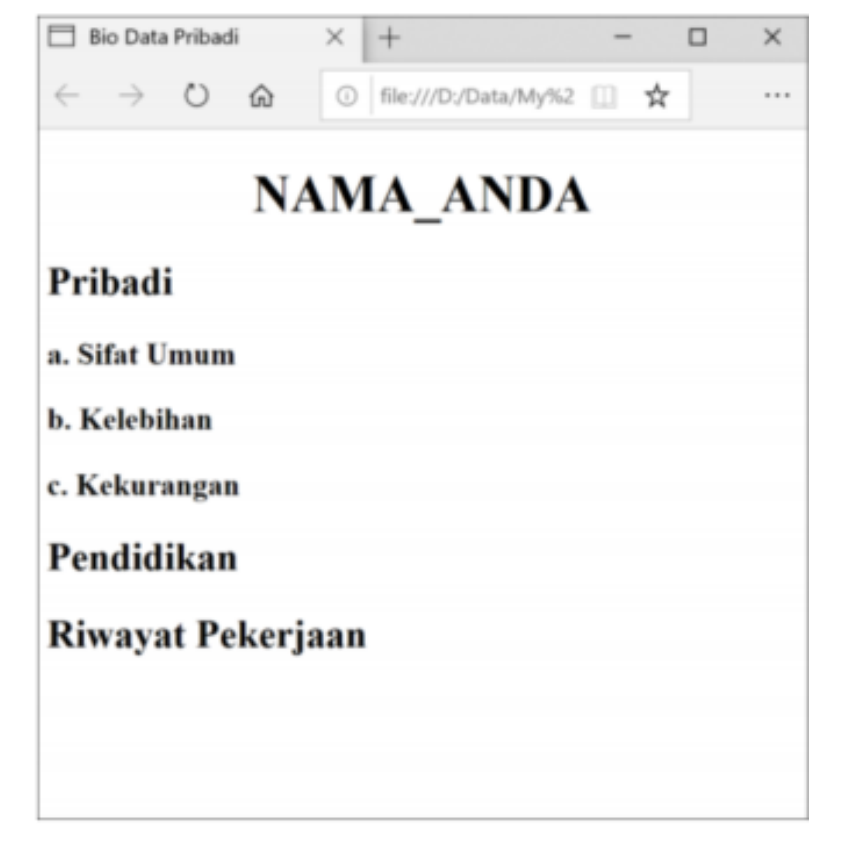 Bio Data Pribadi
file:///D:/Data/My%2
NAMA_ANDA
Pribadi
a. Sifat Umum
b. Kelebihan
c. Kekurangan
Pendidikan
Riwayat Pekerjaan